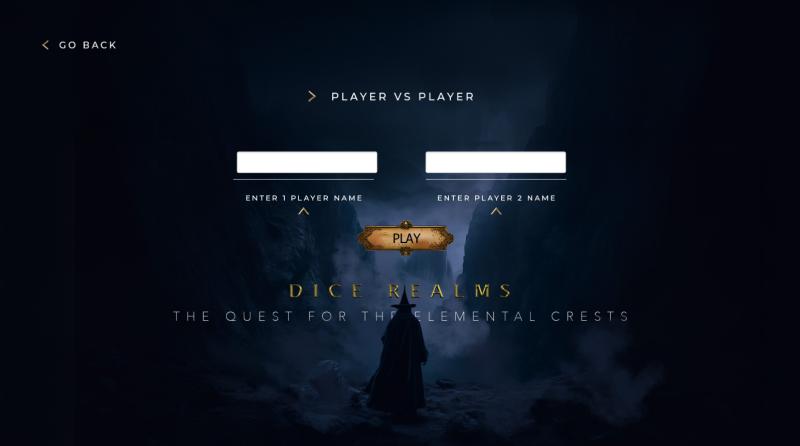 GO BACK
PLAYER VS PLAYER
ENTER 1 PLAYER NAME
ENTER PLAYER 2 NAME
PLAY
DICE REALMS
THE QUEST FOR THE ELEMENTAL CRESTS